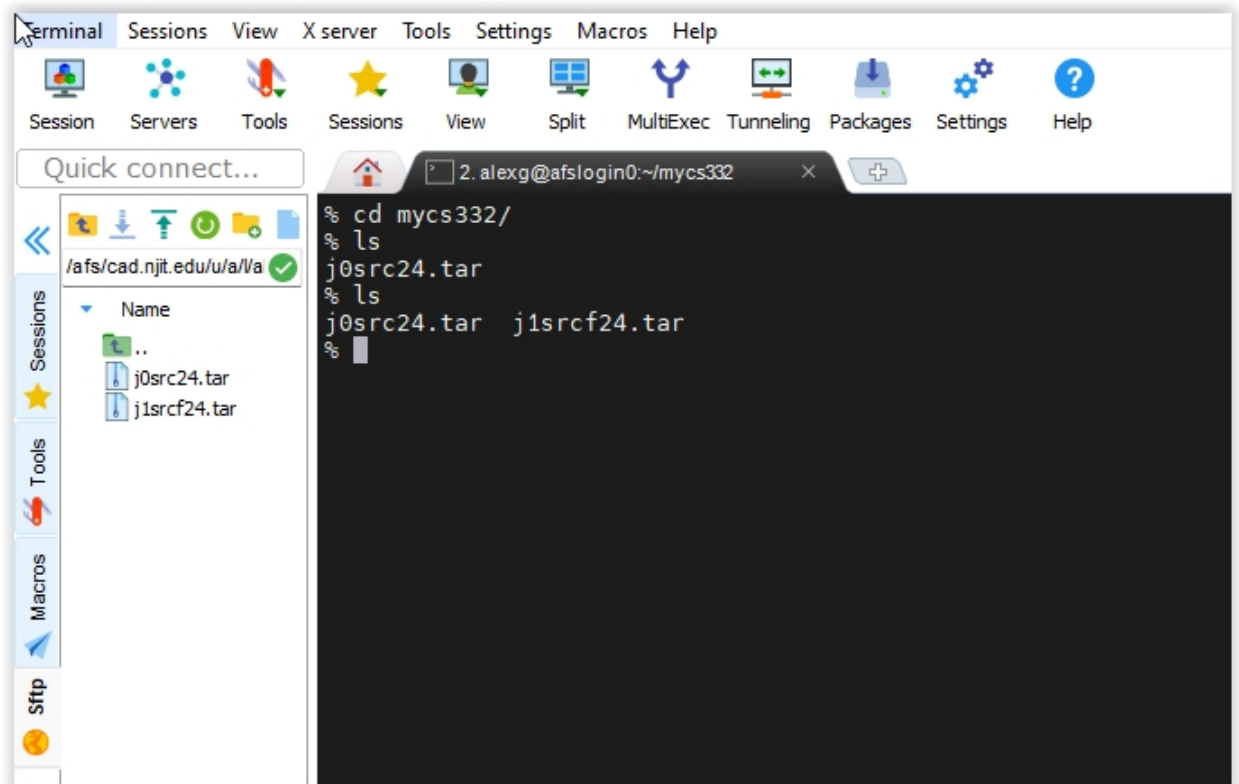 Terminal Sessions View X server Tools Settings Macros Help
Session Servers Tools Sessions View Split MultiExec Tunneling Packages Settings Help
Quick connect...
2. alexg@afslogin0:~/mycs332
/afs/cad.njit.edu/u/a/l/a
Name
..
j0src24.tar
j1srcf24.tar
Sessions
Tools
Macros
Sftp
% cd mycs332/
% ls
j0src24.tar
% ls
j0src24.tar j1srcf24.tar
%